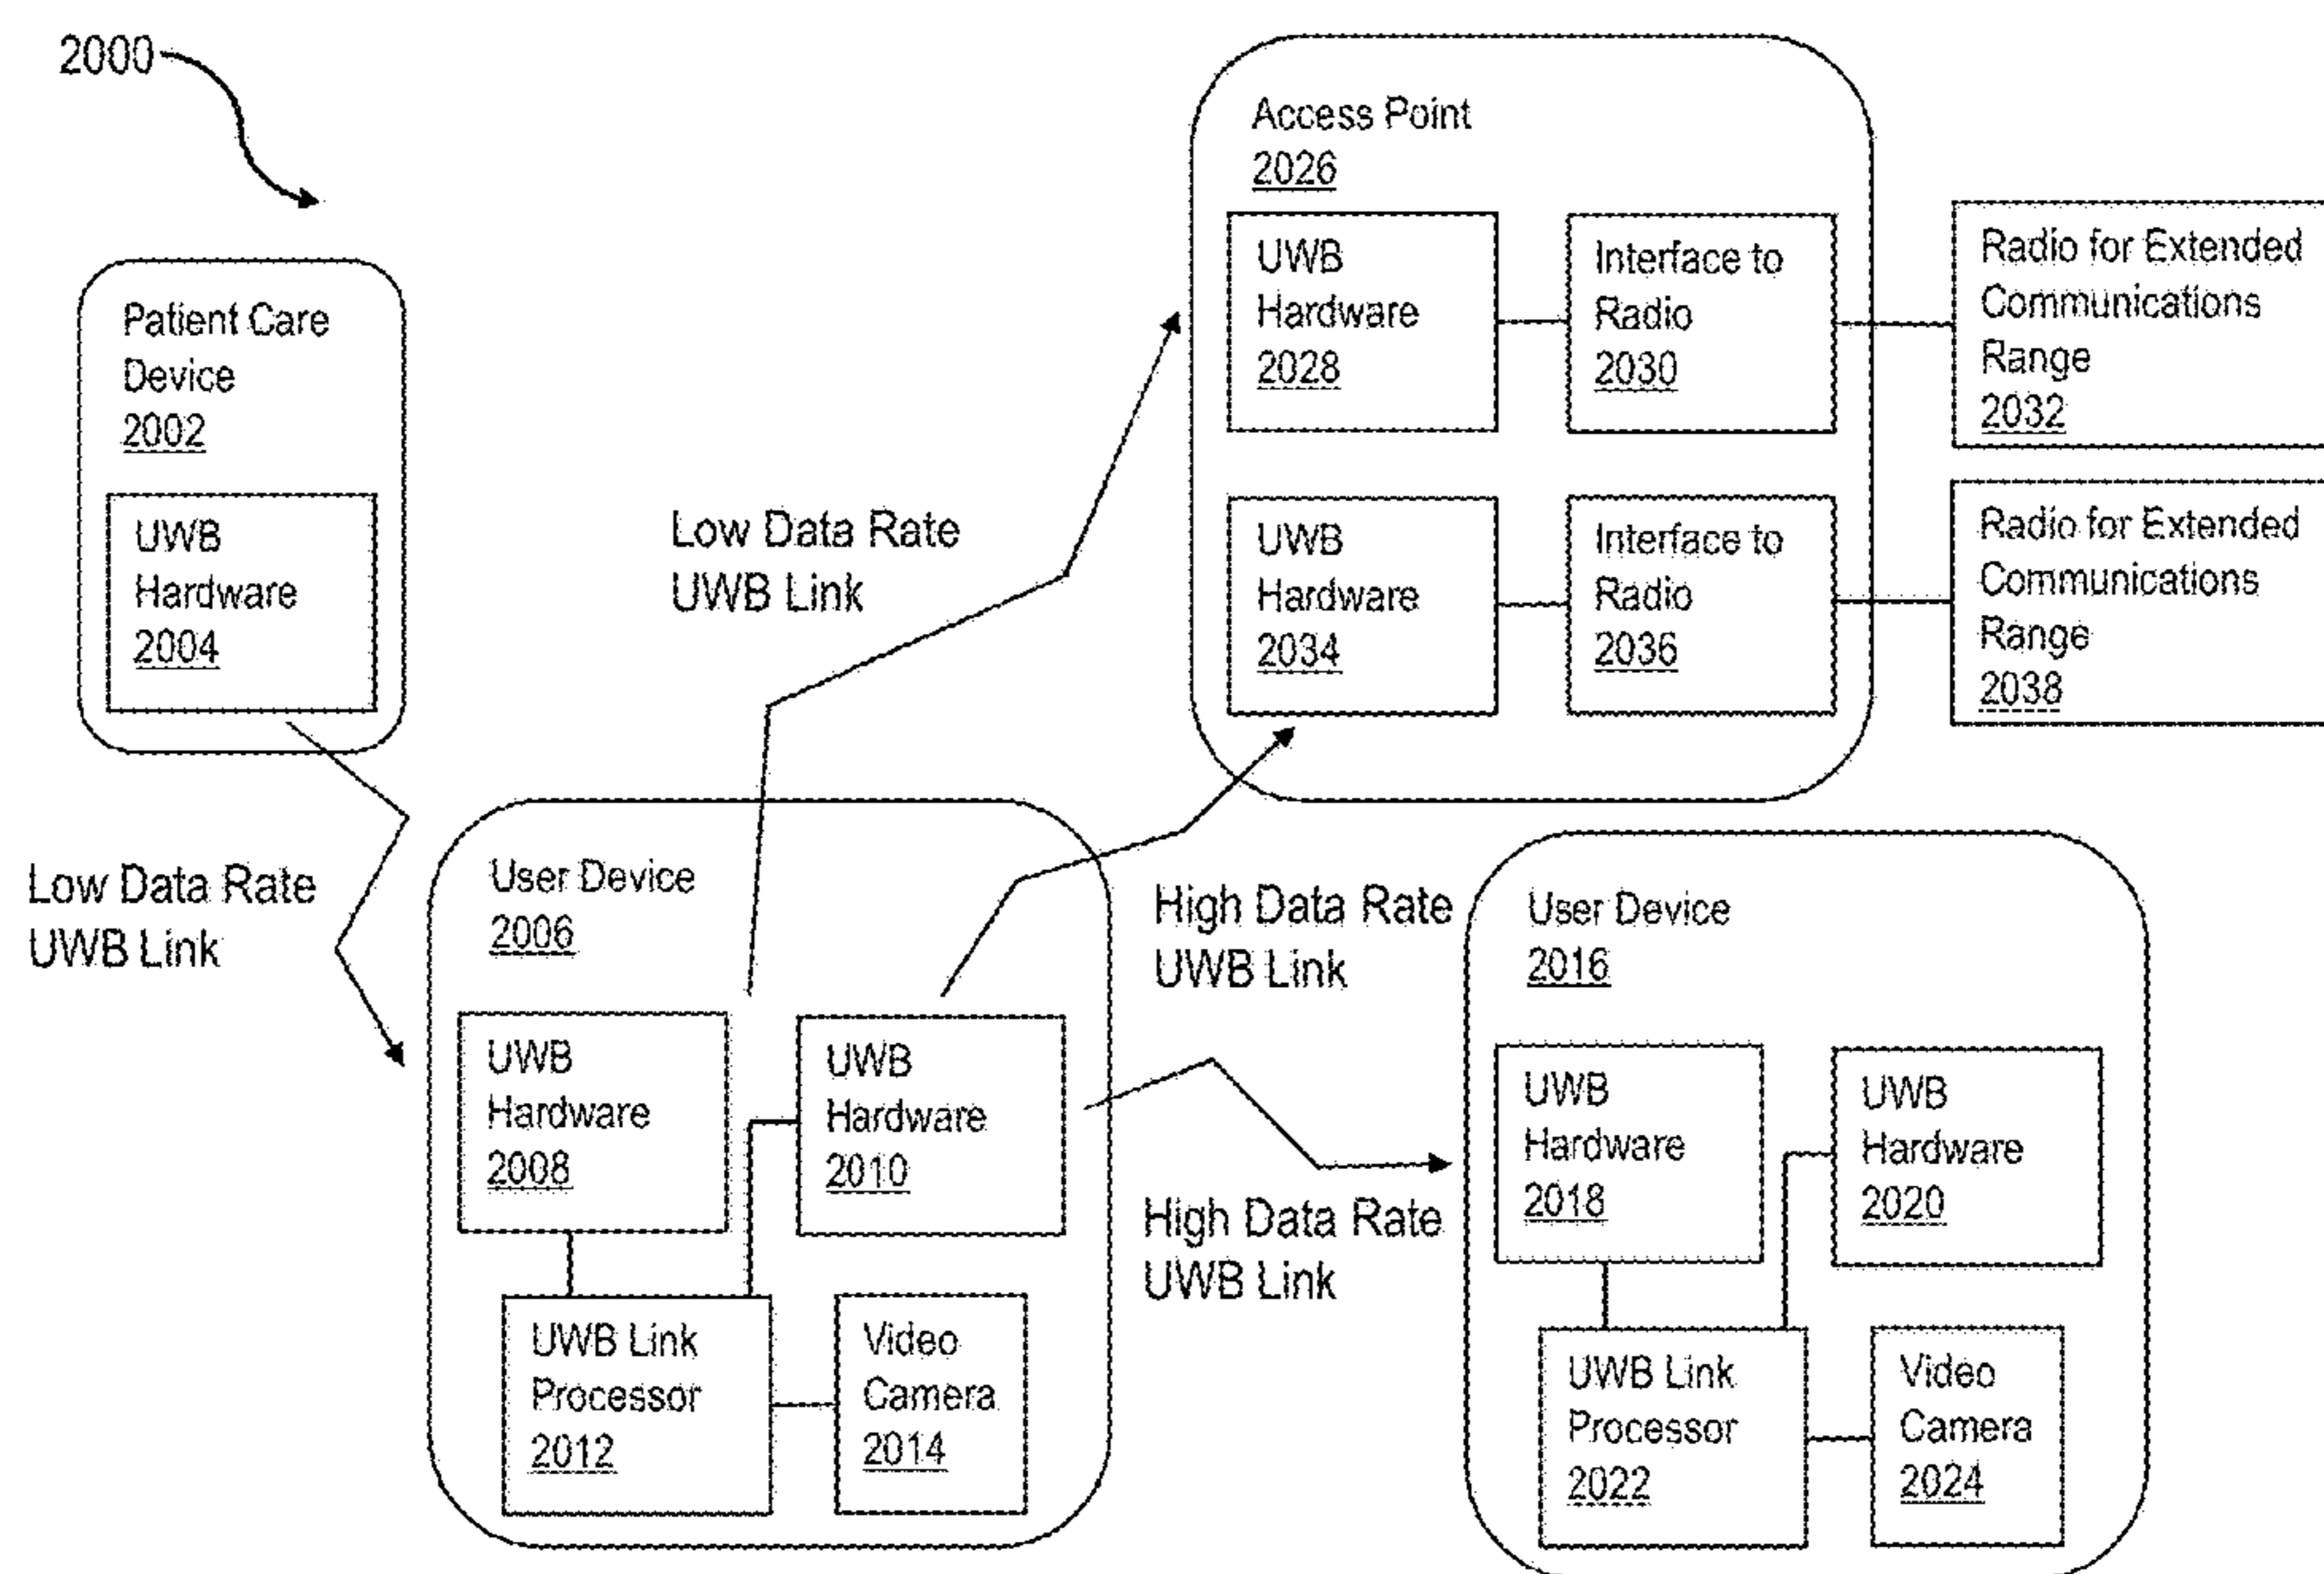 2000
Patient Care
Device
2002
UWB
Hardware
2004
Low Data Rate
UWB Link
Low Data Rate
UWB Link
Access Point
2026
UWB
Hardware
2028
Interface to
Radio
2030
Radio for Extended
Communications
Range
2032
UWB
Hardware
2034
Interface to
Radio
2036
Radio for Extended
Communications
Range
2038
User Device
2006
UWB
Hardware
2008
UWB
Hardware
2010
UWB Link
Processor
2012
Video
Camera
2014
High Data Rate
UWB Link
High Data Rate
UWB Link
User Device
2016
UWB
Hardware
2018
UWB
Hardware
2020
UWB Link
Processor
2022
Video
Camera
2024